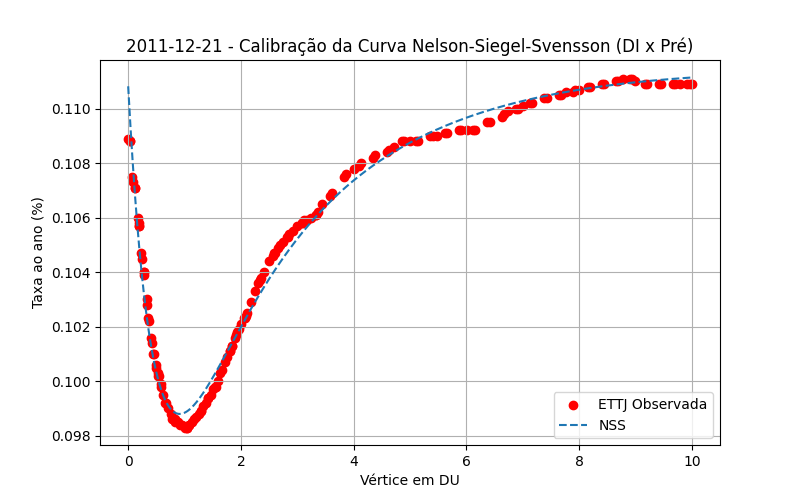 2011-12-21 - Calibração da Curva Nelson-Siegel-Svensson (DI x Pré)
Taxa ao ano (%)
0.110
0.108
0.106
0.104
0.102
0.100
0.098
ETTJ Observada
NSS
0 2 4 6 8 10
Vértice em DU